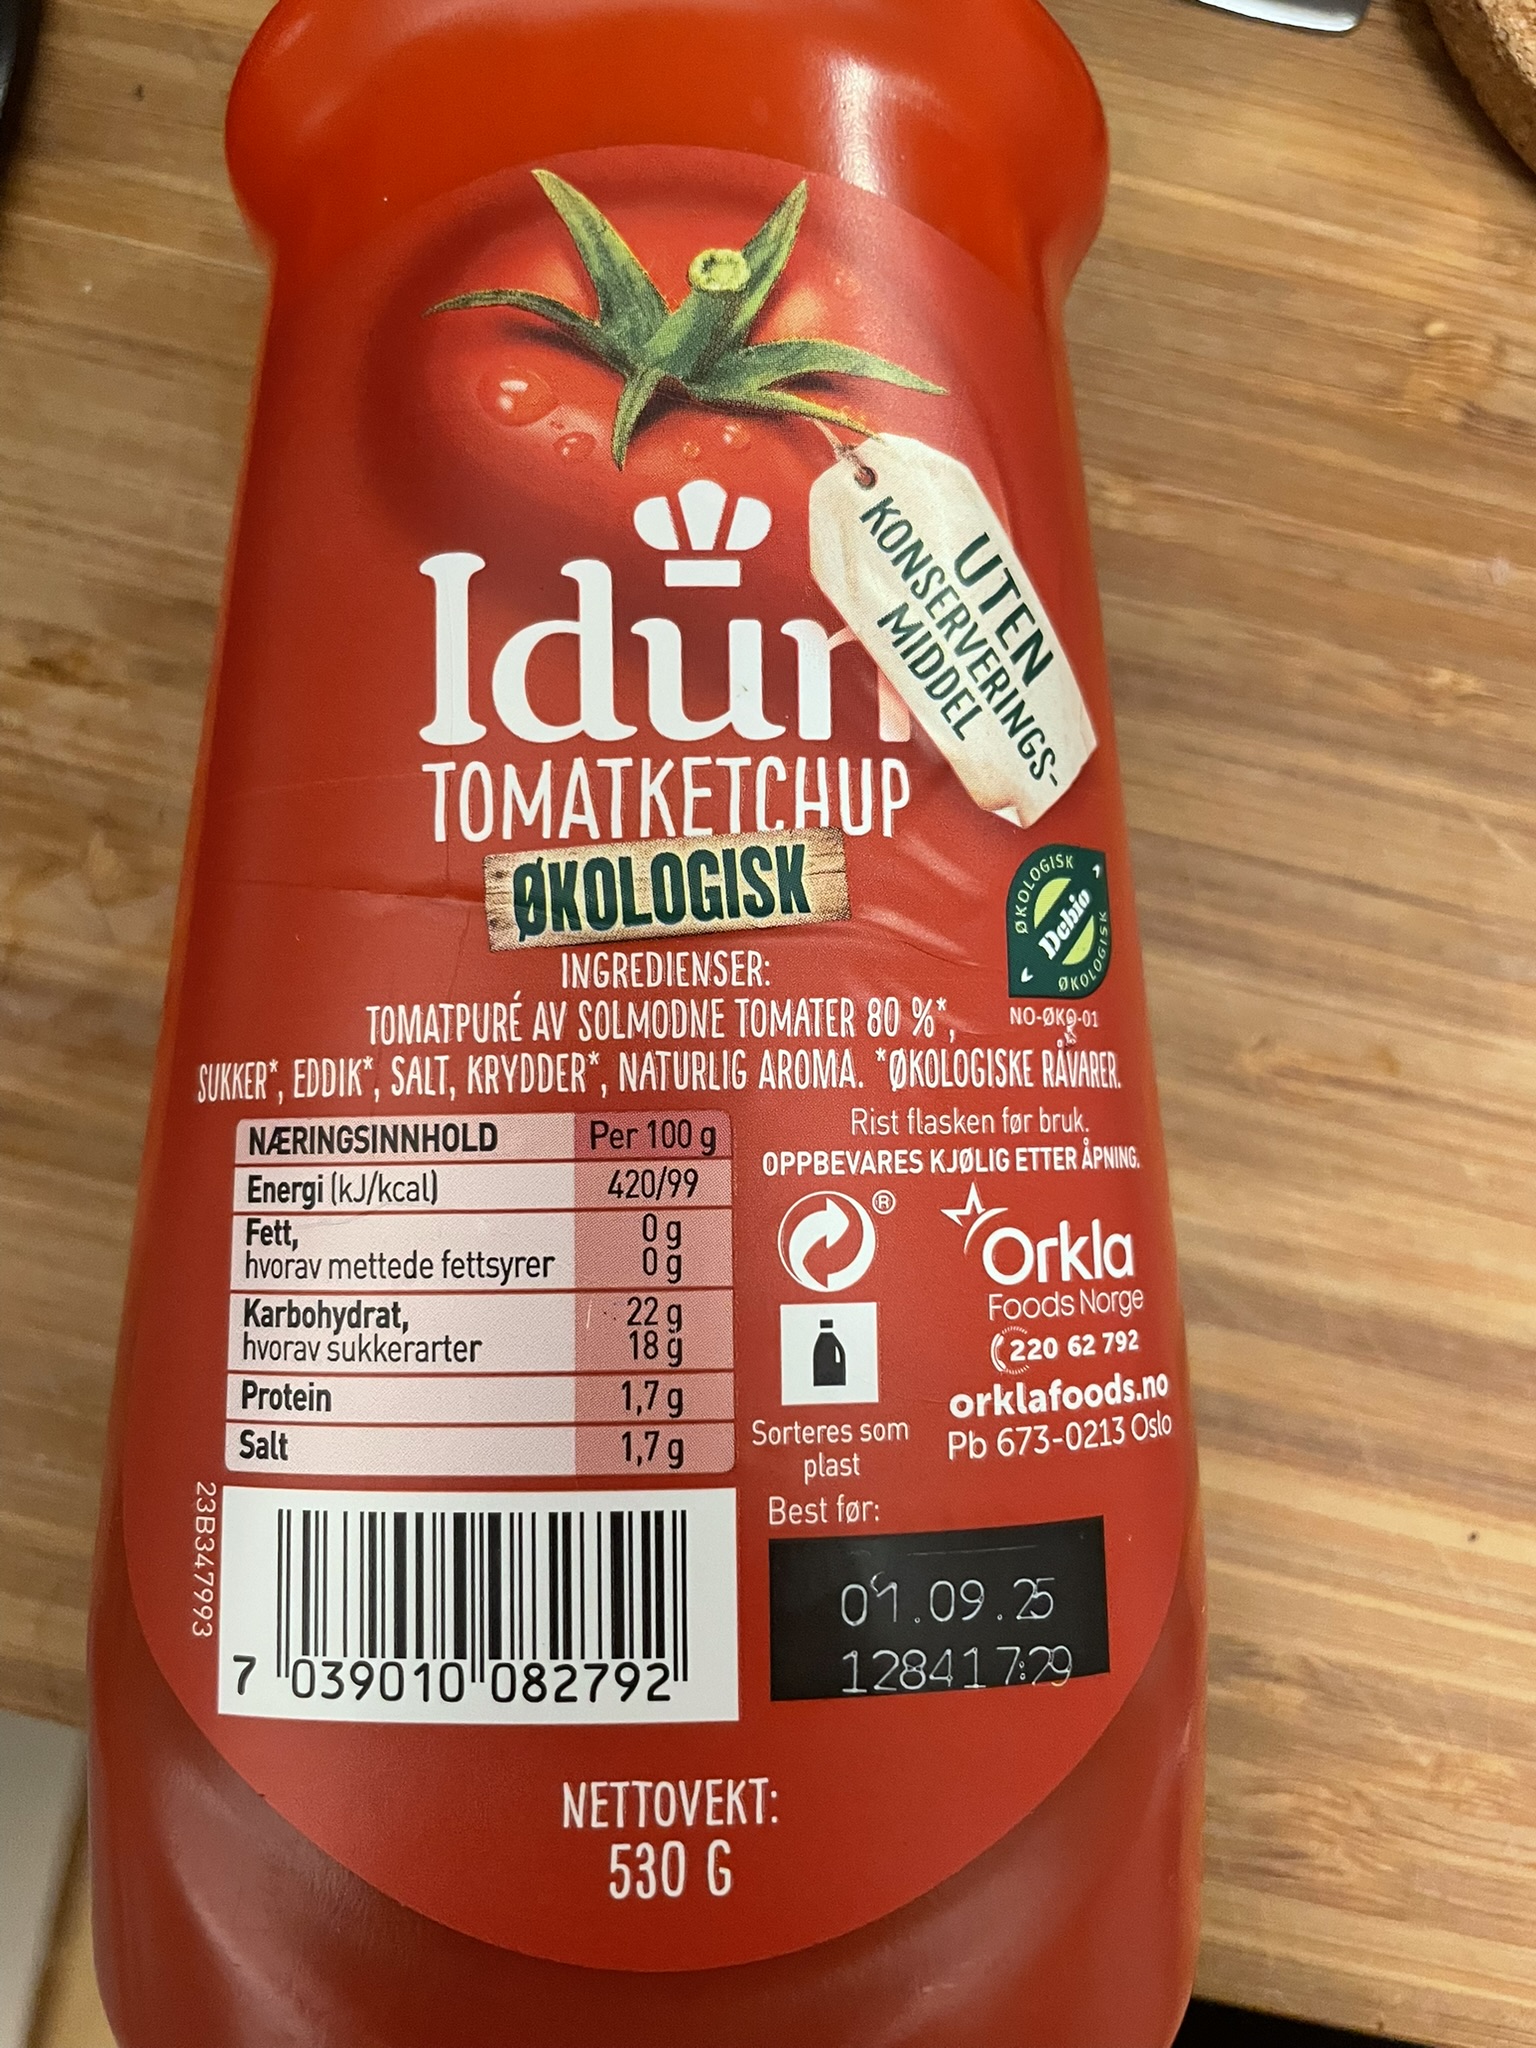 UTEN
KONSERVERINGS-
MIDDEL
Idun
TOMATKETCHUP
ØKOLOGISK
ØKOLOGISK
Debio
ØKOLOGISK
NO-ØKO-01
INGREDIENSER:
TOMATPURÉ AV SOLMODNE TOMATER 80 %*,
SUKKER*, EDDIK*, SALT, KRYDDER*, NATURLIG AROMA. *ØKOLOGISKE RÅVARER.
NÆRINGSINNHOLD Per 100 g
Energi (kJ/kcal) 420/99
Fett, 0 g
hvorav mettede fettsyrer 0 g
Karbohydrat, 22 g
hvorav sukkerarter 18 g
Protein 1,7 g
Salt 1,7 g
Rist flasken før bruk.
OPPBEVARES KJØLIG ETTER ÅPNING.
®
Sorteres som
plast
Orkla
Foods Norge
220 62 792
orklafoods.no
Pb 673-0213 Oslo
Best før:
01.09.25
12841 7:29
23B347993
7 039010 082792
NETTOVEKT:
530 G